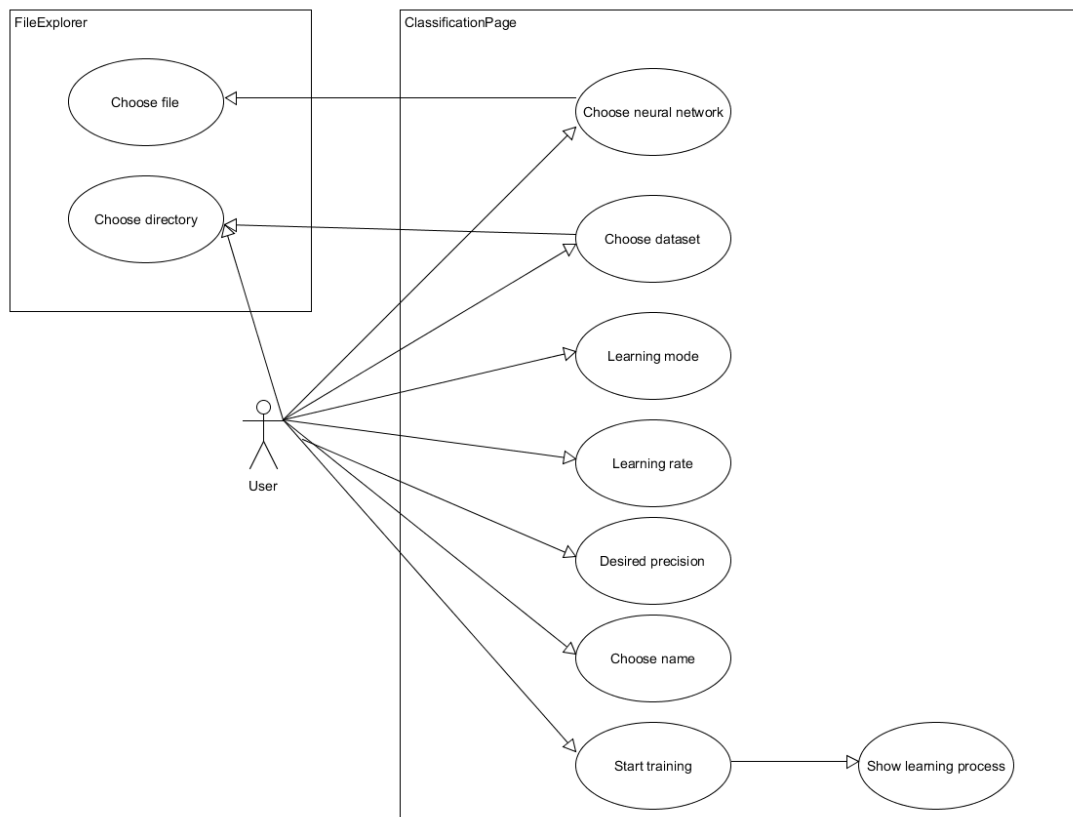 FileExplorer
ClassificationPage
Choose file
Choose neural network
Choose directory
Choose dataset
Learning mode
Learning rate
User
Desired precision
Choose name
Start training
Show learning process